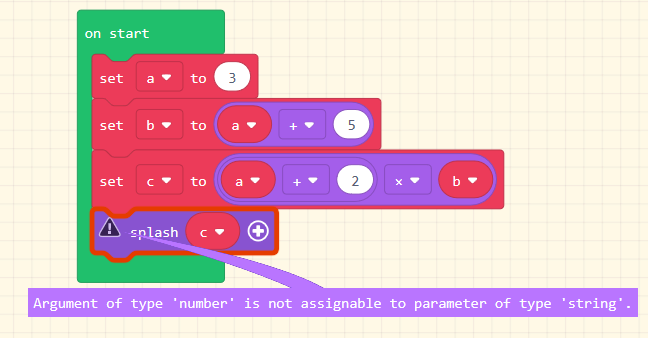 on start
set a to 3
set b to a + 5
set c to a + 2 × b
splash c
Argument of type 'number' is not assignable to parameter of type 'string'.